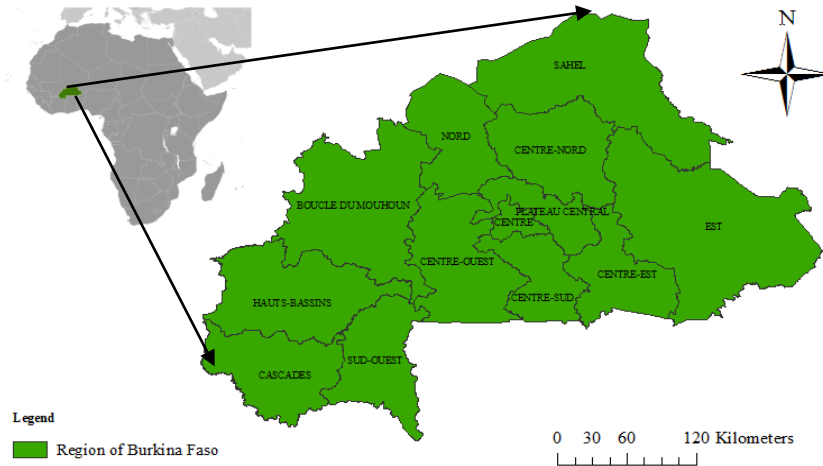 N
SAHEL
NORD
CENTRE-NORD
BOUCLE DU MOUHOUN
PLATEAU CENTRAL
CENTRE
EST
CENTRE-OUEST
CENTRE-EST
HAUTS-BASSINS
CENTRE-SUD
SUD-OUEST
CASCADES
Legend
Region of Burkina Faso
0 30 60 120 Kilometers